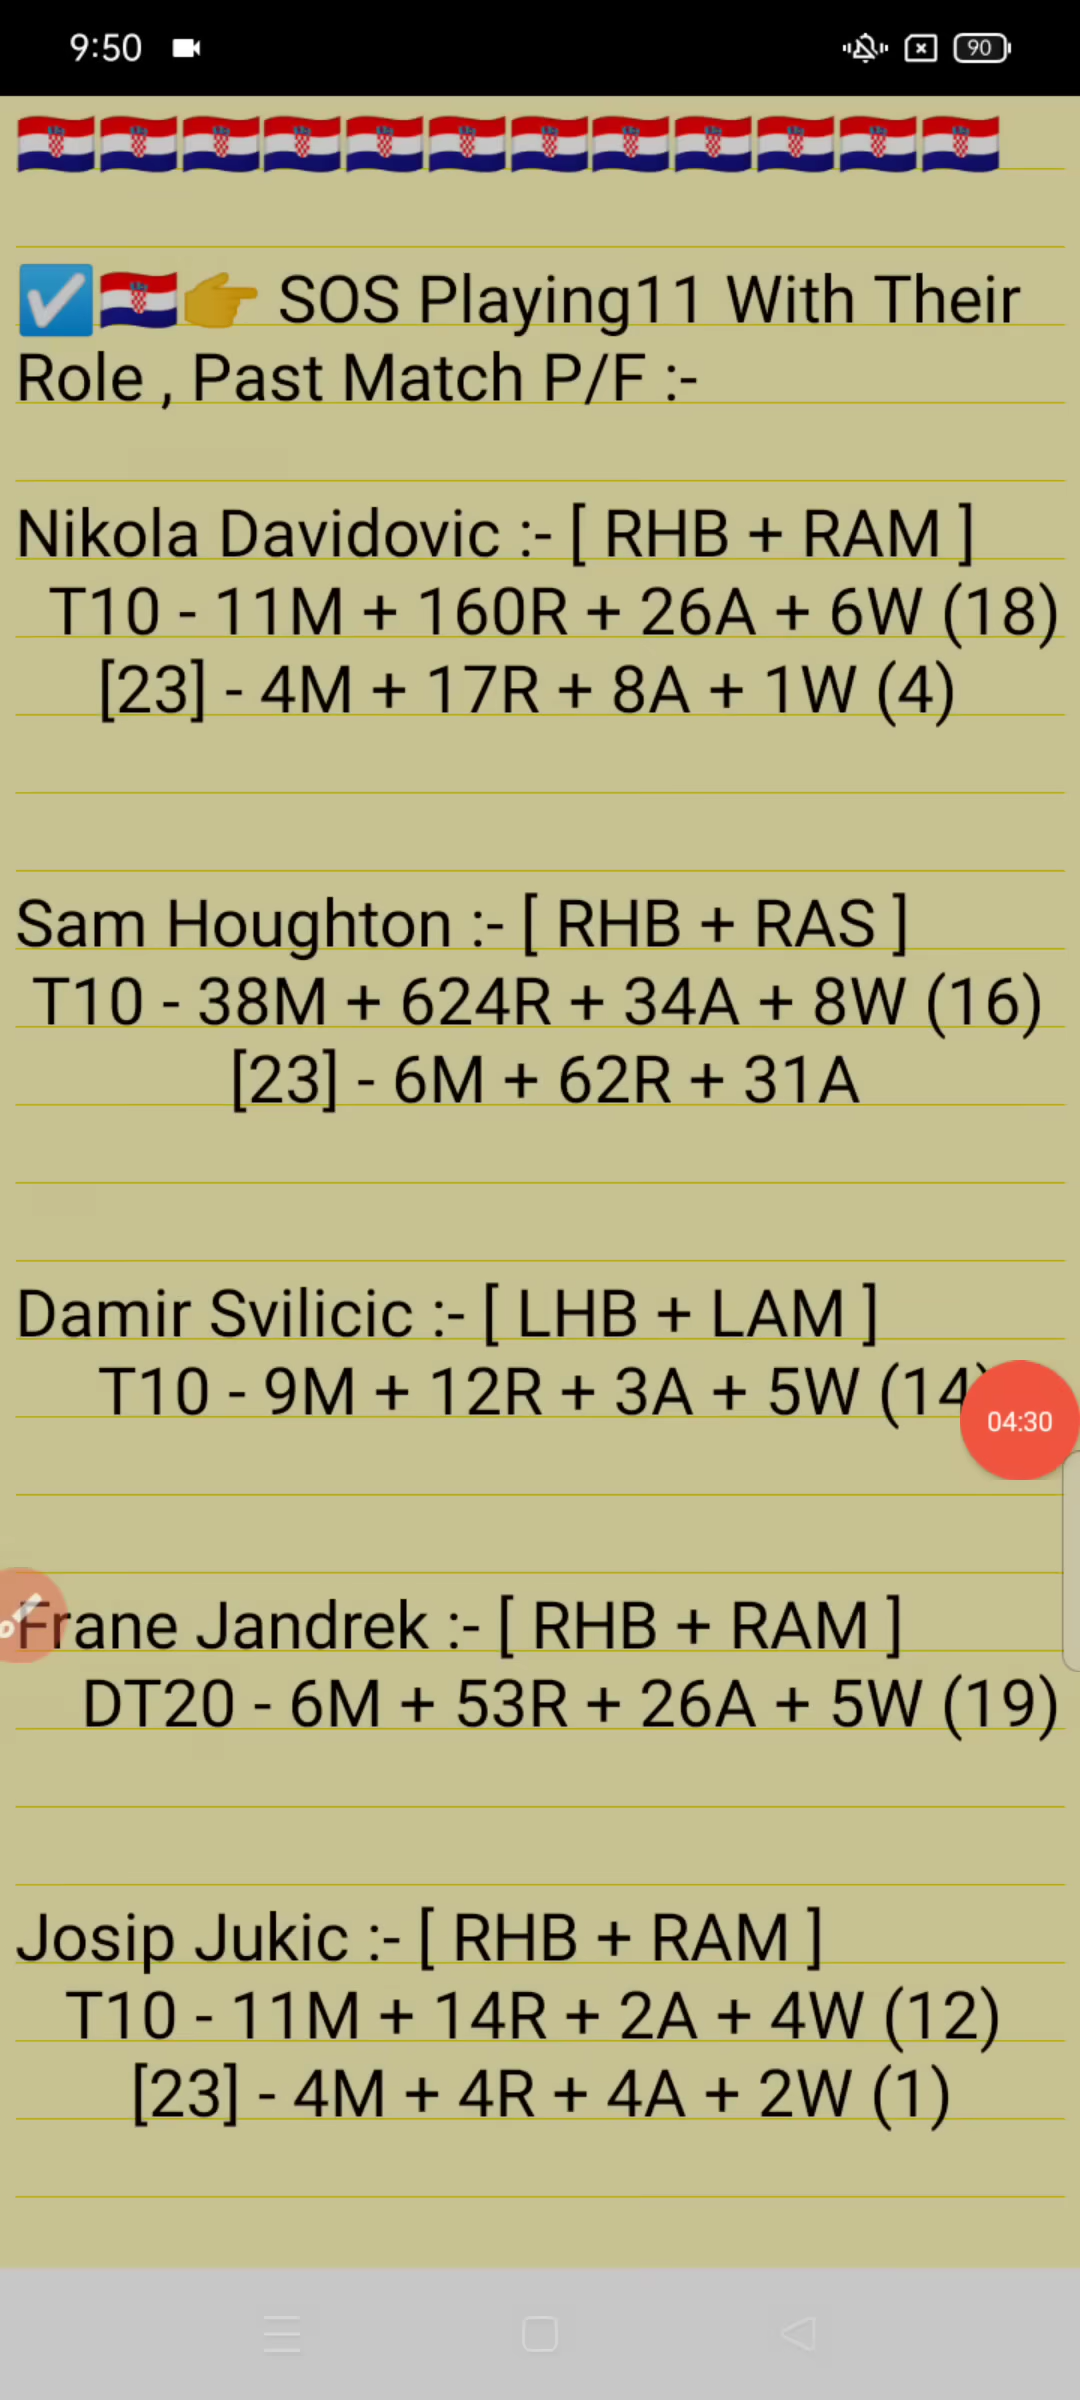 9:50 90
☑️🇭🇷👉 SOS Playing11 With Their
Role , Past Match P/F :-
Nikola Davidovic :- [ RHB + RAM ]
T10 - 11M + 160R + 26A + 6W (18)
[23] - 4M + 17R + 8A + 1W (4)
Sam Houghton :- [ RHB + RAS ]
T10 - 38M + 624R + 34A + 8W (16)
[23] - 6M + 62R + 31A
Damir Svilicic :- [ LHB + LAM ]
T10 - 9M + 12R + 3A + 5W (14)
04:30
Frane Jandrek :- [ RHB + RAM ]
DT20 - 6M + 53R + 26A + 5W (19)
Josip Jukic :- [ RHB + RAM ]
T10 - 11M + 14R + 2A + 4W (12)
[23] - 4M + 4R + 4A + 2W (1)